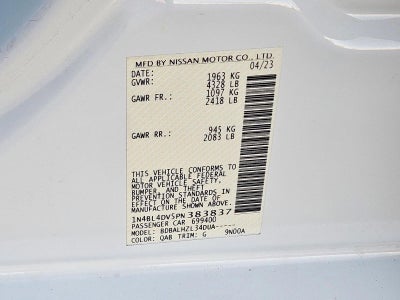 MFD BY NISSAN MOTOR CO., LTD.
DATE: 04/23
GVWR: 1963 KG
4328 LB
GAWR FR.: 1097 KG
2418 LB
GAWR RR.: 945 KG
2083 LB
THIS VEHICLE CONFORMS TO
ALL APPLICABLE FEDERAL
MOTOR VEHICLE SAFETY,
BUMPER, AND THEFT
PREVENTION STANDARDS IN
EFFECT ON THE DATE OF
MANUFACTURE SHOWN ABOVE.
1N4BL4DV5PN383837
PASSENGER CAR 699400
MODEL: BDBALHZL34DUA-----
COLOR: QAB TRIM: G 9N00A